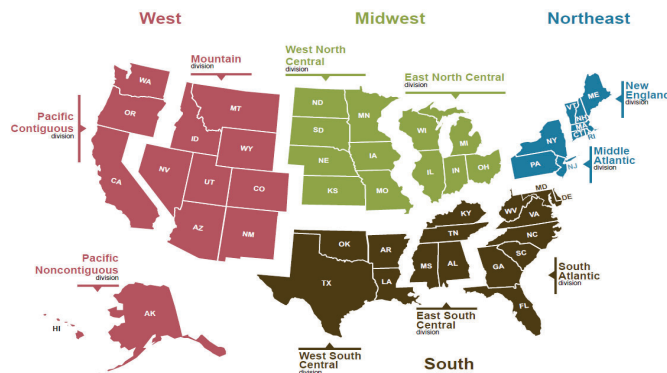 West
Midwest
Northeast
Mountain
division
West North
Central
division
East North Central
division
New
England
division
Pacific
Contiguous
division
Middle
Atlantic
division
WA
OR
CA
MT
ID
WY
NV
UT
CO
AZ
NM
ND
SD
NE
KS
MN
IA
MO
WI
MI
IL
IN
OH
ME
VT
NH
MA
CT
RI
NY
PA
NJ
MD
DE
WV
VA
KY
TN
NC
SC
GA
FL
MS
AL
OK
TX
AR
LA
Pacific
Noncontiguous
division
AK
HI
South
Atlantic
division
East South
Central
division
West South
Central
division
South